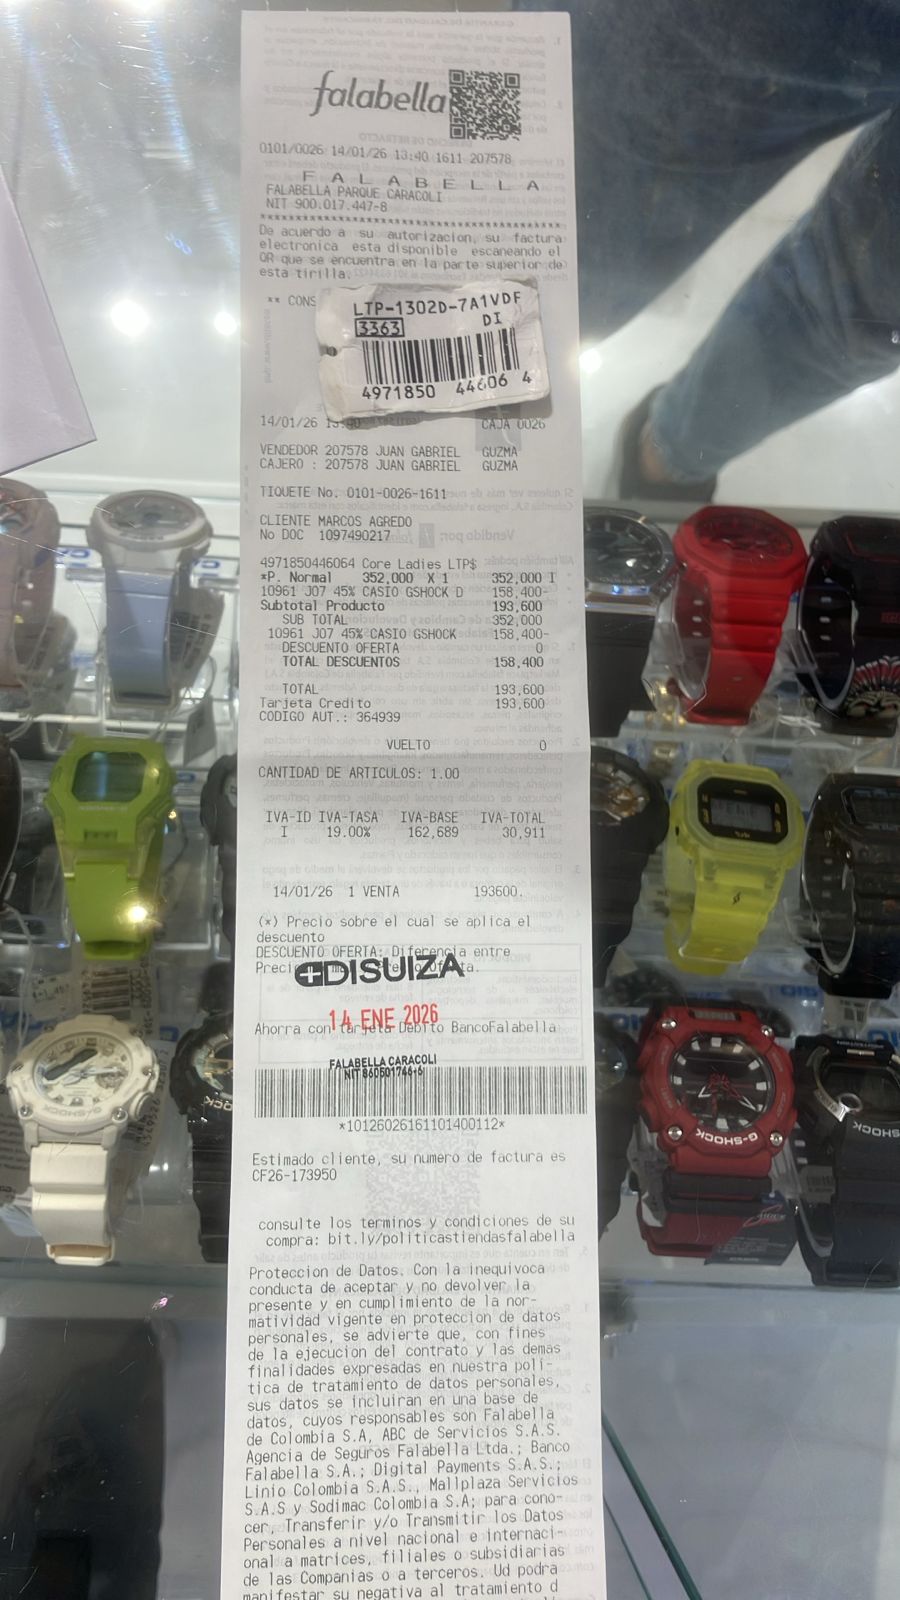 falabella
0101/0026 14/01/26 13:40 1611 207578
F A L A B E L L A
FALABELLA PARQUE CARACOLI
NIT 900.017.447-8
De acuerdo a su autorizacion, su factura
electronica esta disponible escaneando el
QR que se encuentra en la parte superior de
esta tirilla.
** CONS
LTP-1302D-7A1VDF
3363 DI
4971850 44606 4
14/01/26 13:40 CAJA 0026
VENDEDOR 207578 JUAN GABRIEL GUZMA
CAJERO : 207578 JUAN GABRIEL GUZMA
TIQUETE No. 0101-0026-1611
CLIENTE MARCOS AGREDO
No DOC 1097490217
4971850446064 Core Ladies LTP$
*P. Normal 352,000 X 1 352,000 I
10961 J07 45% CASIO GSHOCK D 158,400-
Subtotal Producto 193,600
SUB TOTAL 352,000
10961 J07 45% CASIO GSHOCK 158,400-
DESCUENTO OFERTA 0
TOTAL DESCUENTOS 158,400
TOTAL 193,600
Tarjeta Credito 193,600
CODIGO AUT.: 364939
VUELTO 0
CANTIDAD DE ARTICULOS: 1.00
IVA-ID IVA-TASA IVA-BASE IVA-TOTAL
I 19.00% 162,689 30,911
14/01/26 1 VENTA 193600.
(*) Precio sobre el cual se aplica el
descuento
DESCUENTO OFERTA: Diferencia entre
DISUIZA
14 ENE 2026
Ahorra con Tarjeta Debito BancoFalabella
FALABELLA CARACOLI
NIT 860501746-6
*10126026161101400112*
Estimado cliente, su numero de factura es
CF26-173950
consulte los terminos y condiciones de su
compra: bit.ly/politicastiendasfalabella
Proteccion de Datos. Con la inequivoca
conducta de aceptar y no devolver la
presente y en cumplimiento de la nor-
matividad vigente en proteccion de datos
personales, se advierte que, con fines
de la ejecucion del contrato y las demas
finalidades expresadas en nuestra poli-
tica de tratamiento de datos personales,
sus datos se incluiran en una base de
datos, cuyos responsables son Falabella
de Colombia S.A, ABC de Servicios S.A.S.
Agencia de Seguros Falabella Ltda.; Banco
Falabella S.A.; Digital Payments S.A.S.;
Linio Colombia S.A.S., Mallplaza Servicios
S.A.S y Sodimac Colombia S.A; para cono-
cer, Transferir y/o Transmitir los Datos
Personales a nivel nacional e internaci-
onal a matrices, filiales o subsidiarias
de las Companias o a terceros. Ud podra
manifestar su negativa al tratamiento d
G-SHOCK
G-SHOCK